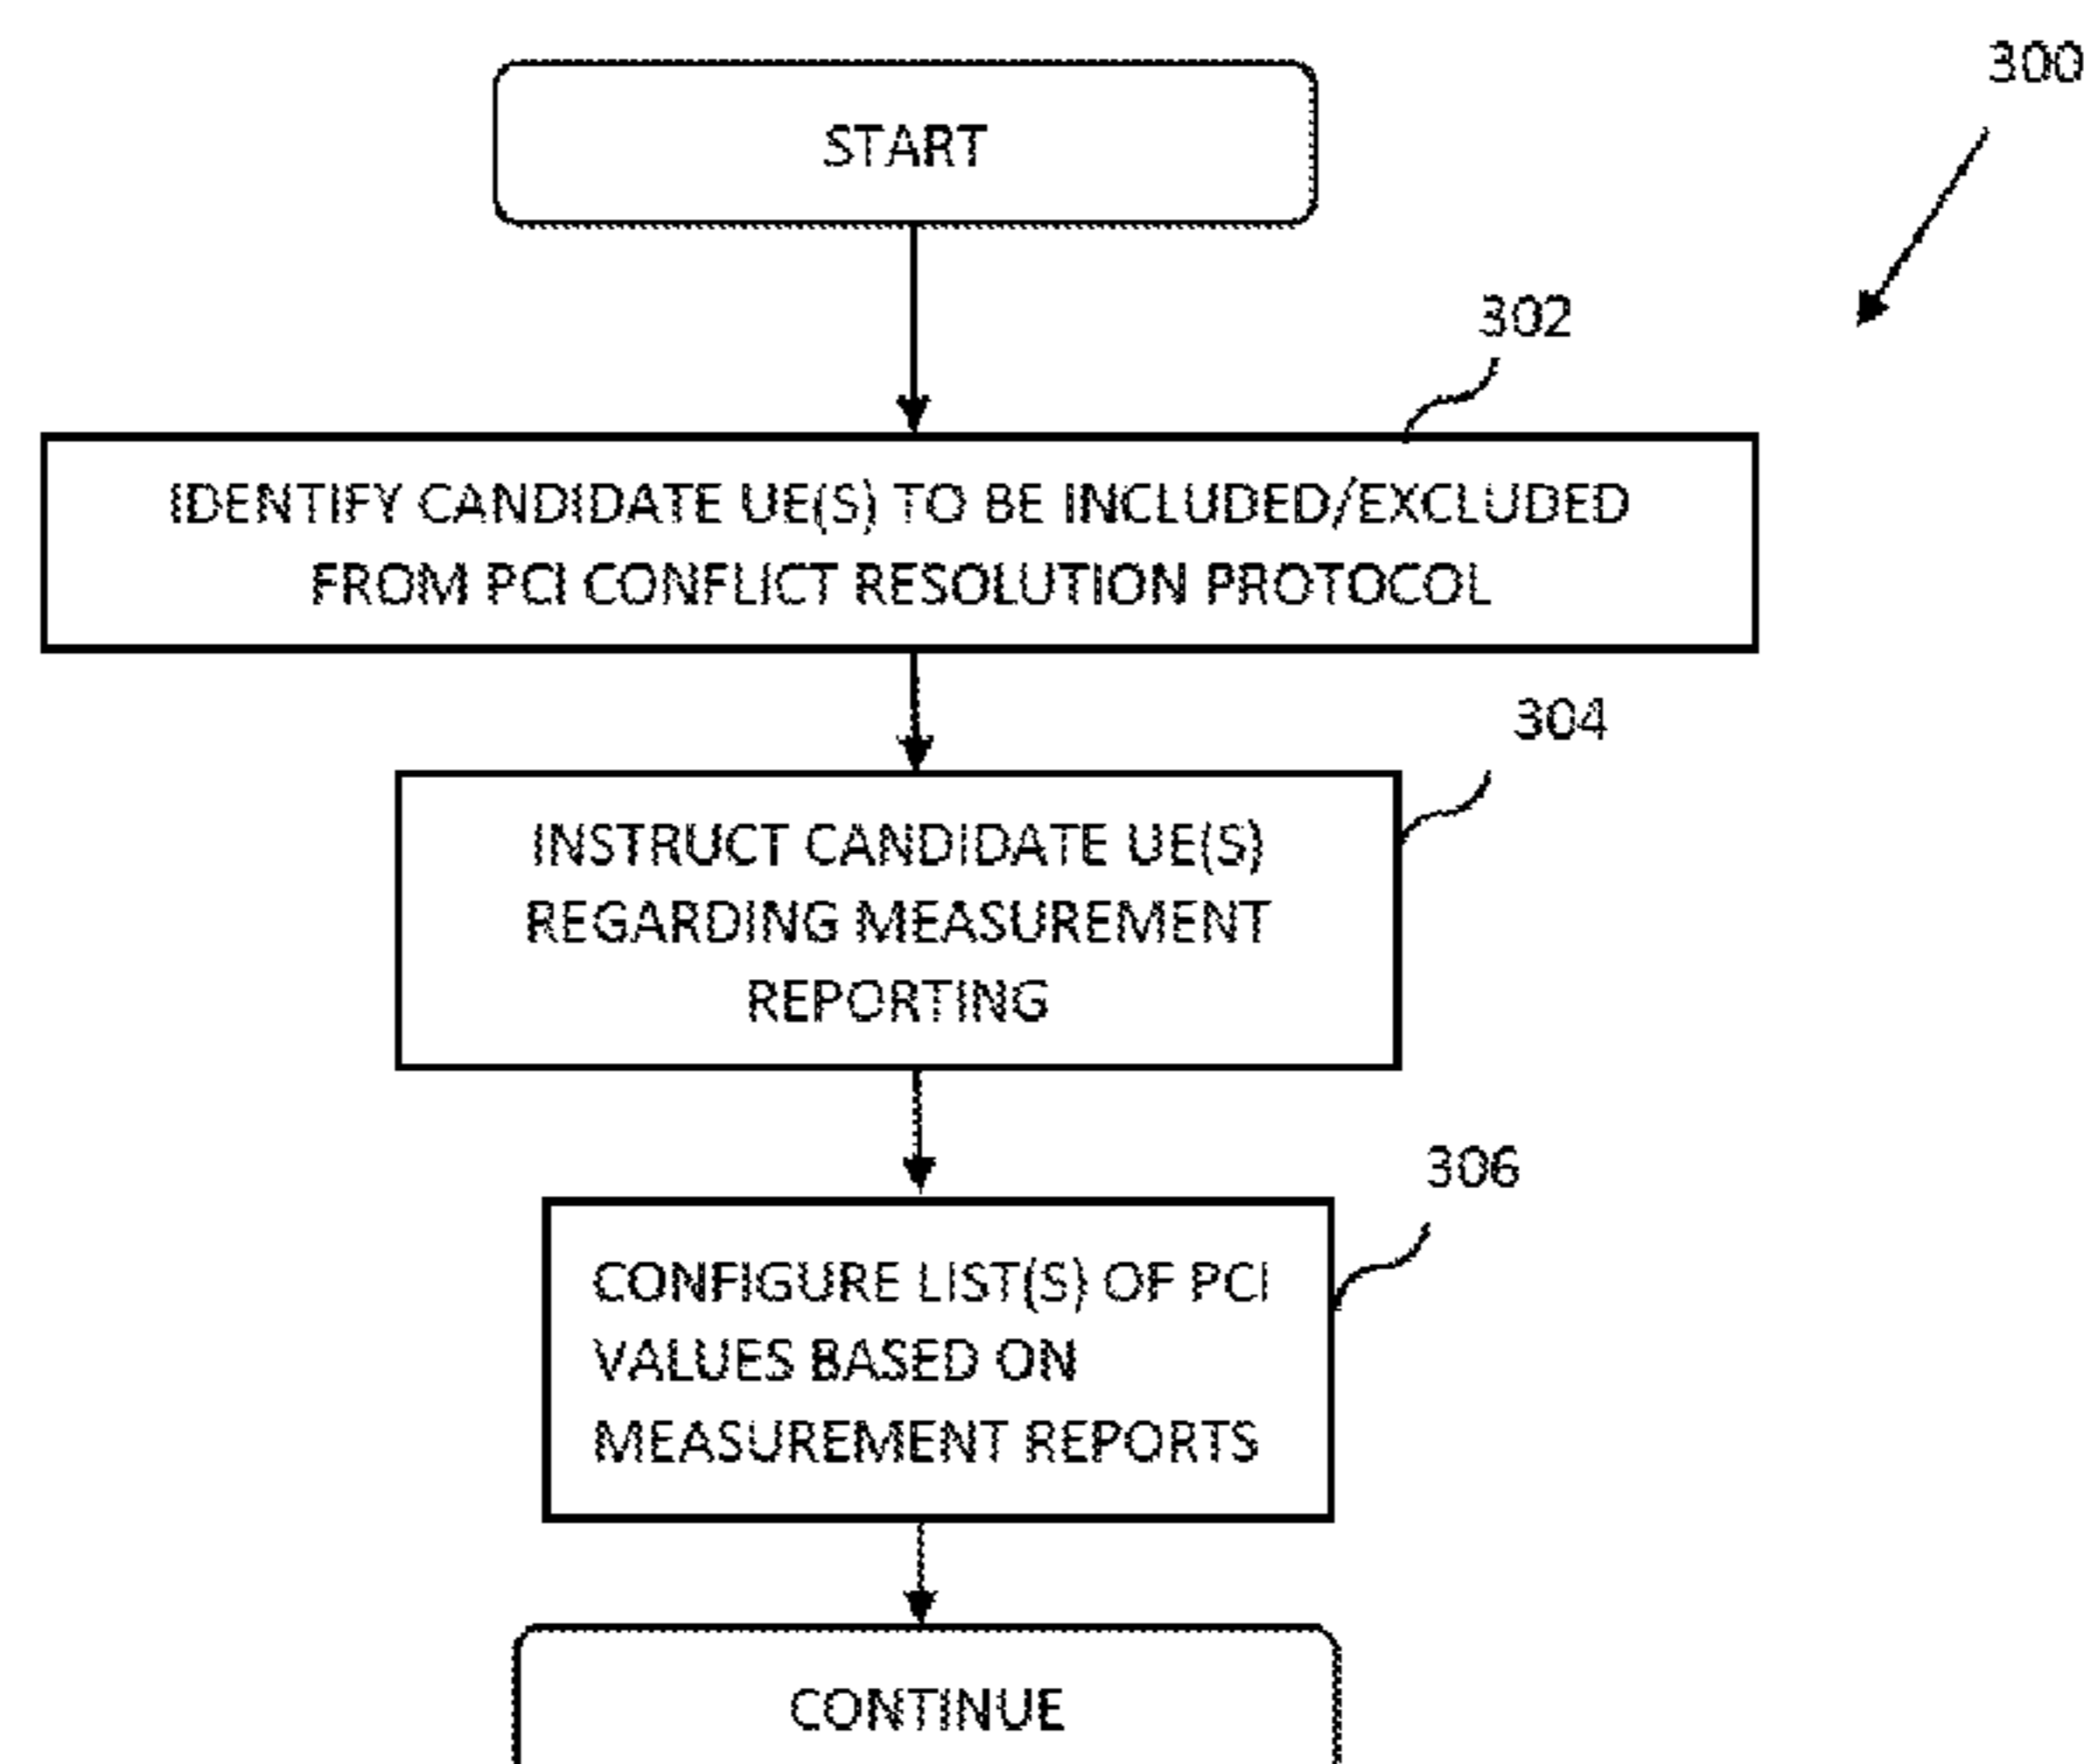 300
START
302
IDENTIFY CANDIDATE UE(S) TO BE INCLUDED/EXCLUDED
FROM PCI CONFLICT RESOLUTION PROTOCOL
304
INSTRUCT CANDIDATE UE(S)
REGARDING MEASUREMENT
REPORTING
306
CONFIGURE LIST(S) OF PCI
VALUES BASED ON
MEASUREMENT REPORTS
CONTINUE